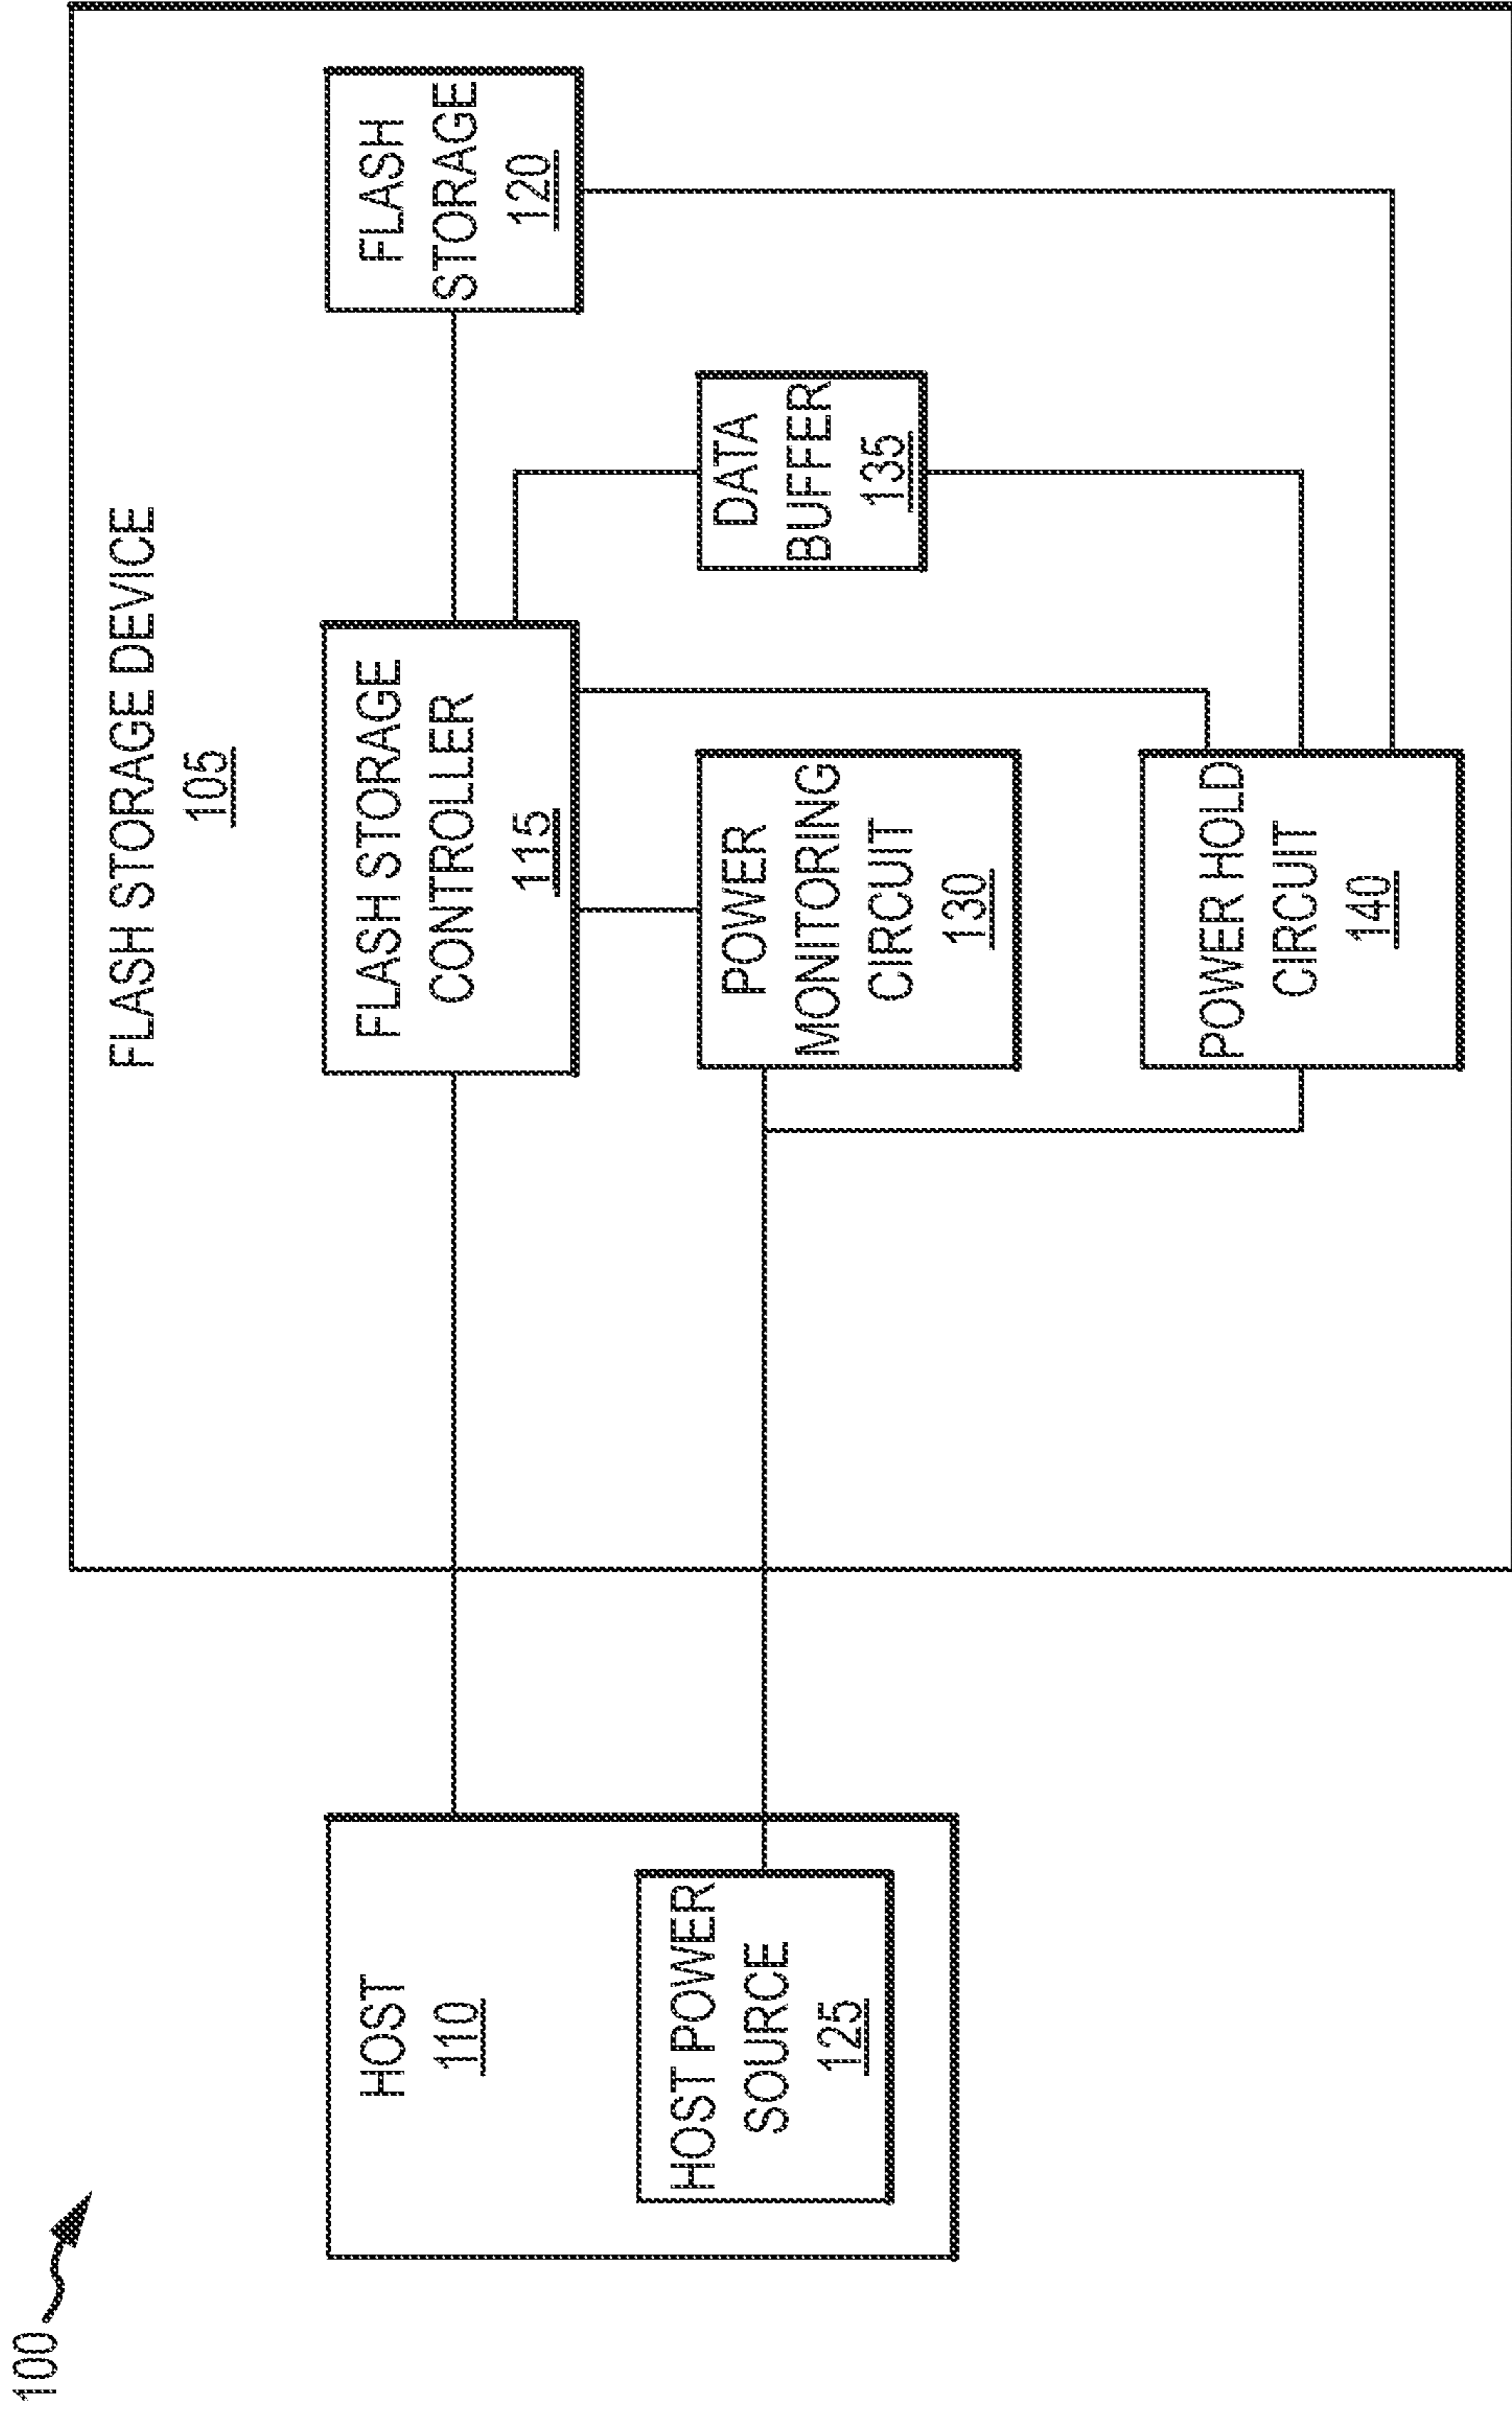 100
HOST
110
HOST POWER
SOURCE
125
FLASH STORAGE DEVICE
105
FLASH STORAGE
CONTROLLER
115
FLASH
STORAGE
120
POWER
MONITORING
CIRCUIT
130
DATA
BUFFER
135
POWER HOLD
CIRCUIT
140